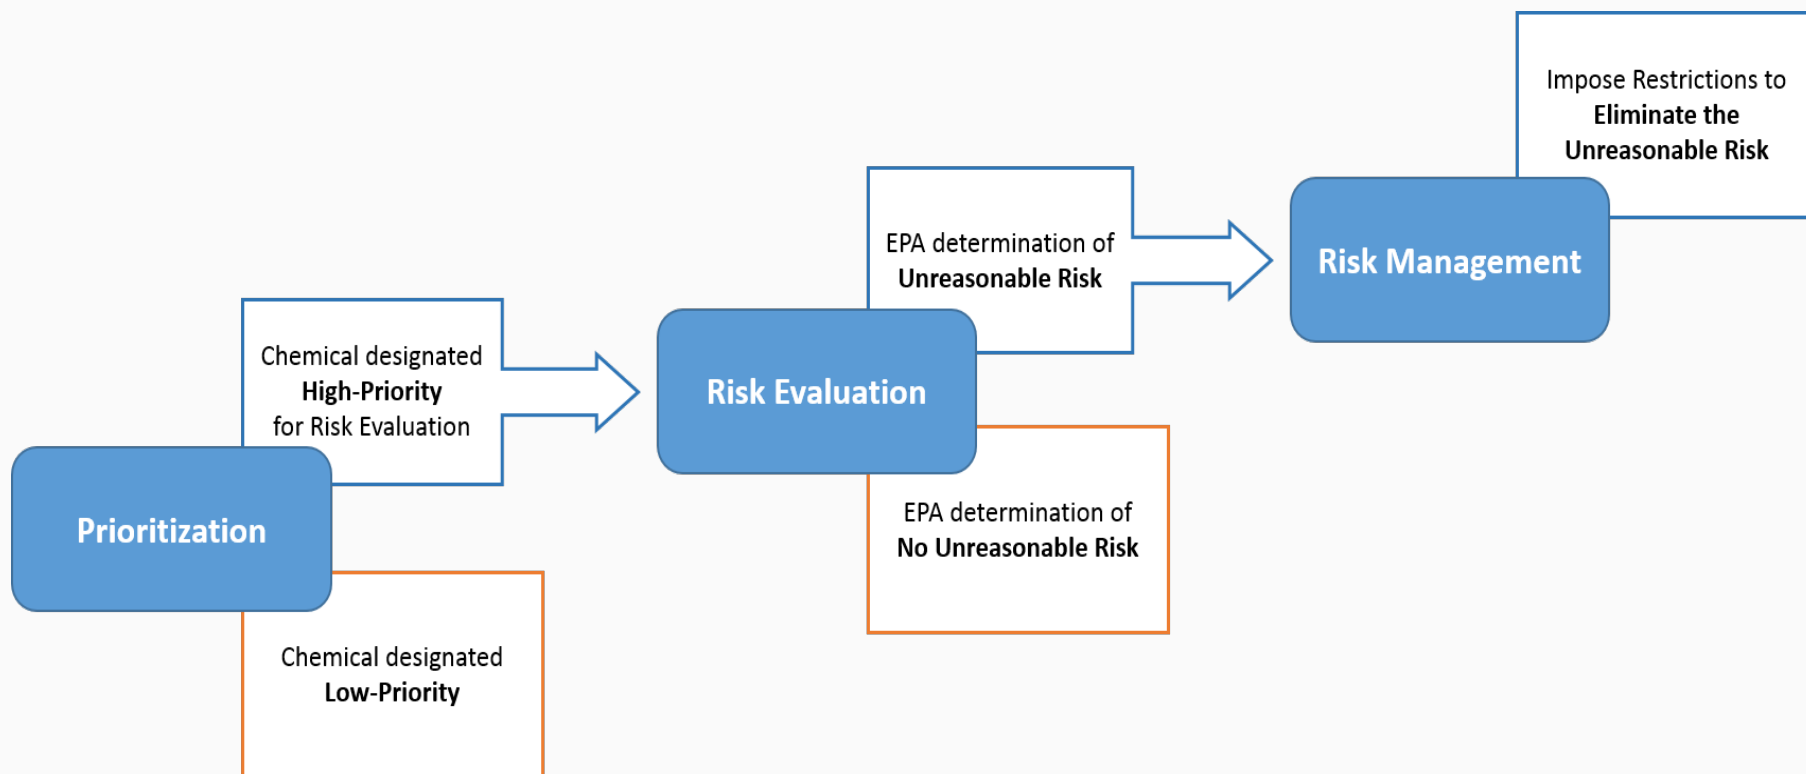 Impose Restrictions to
Eliminate the
Unreasonable Risk
Risk Management
EPA determination of
Unreasonable Risk
Risk Evaluation
EPA determination of
No Unreasonable Risk
Chemical designated
High-Priority
for Risk Evaluation
Prioritization
Chemical designated
Low-Priority